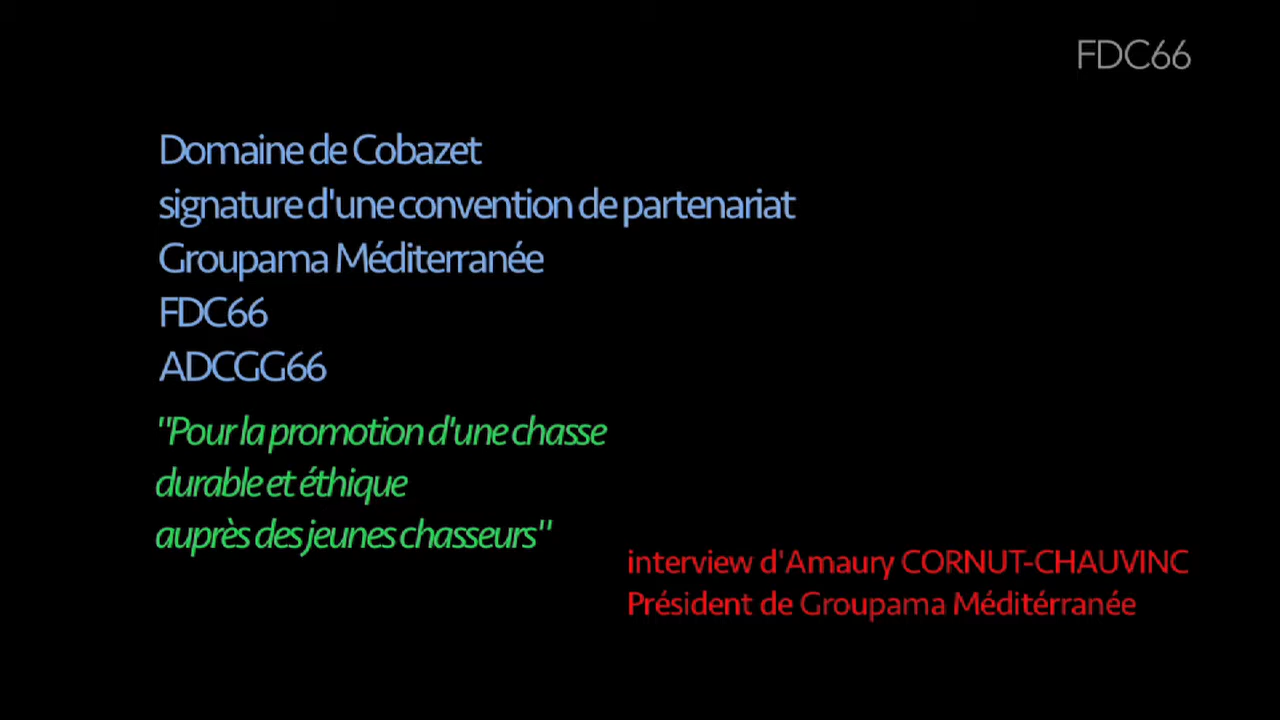 FDC66
Domaine de Cobazet
signature d'une convention de partenariat
Groupama Méditerranée
FDC66
ADCGG66
"Pour la promotion d'une chasse
durable et éthique
auprès des jeunes chasseurs"
interview d'Amaury CORNUT-CHAUVINC
Président de Groupama Méditérranée